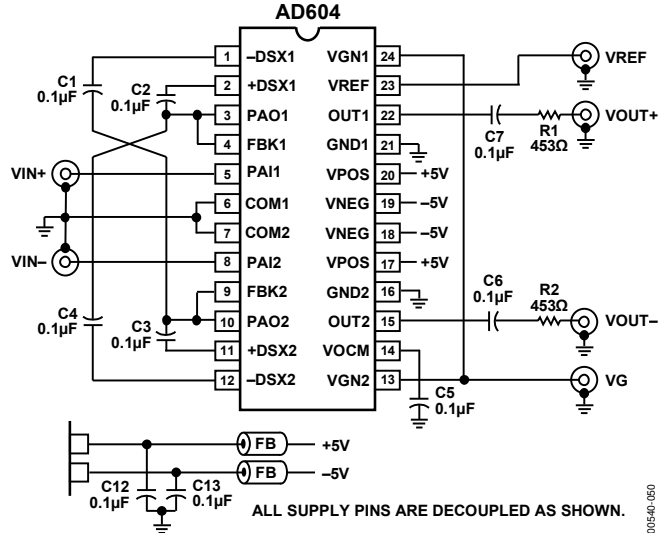 AD604
C1
0.1µF
C2
0.1µF
1 –DSX1
2 +DSX1
3 PAO1
4 FBK1
5 PAI1
6 COM1
7 COM2
8 PAI2
9 FBK2
10 PAO2
11 +DSX2
12 –DSX2
VGN1 24
VREF 23
OUT1 22
GND1 21
VPOS 20 +5V
VNEG 19 –5V
VNEG 18 –5V
VPOS 17 +5V
GND2 16
OUT2 15
VOCM 14
VGN2 13
VIN+
VIN–
C4
0.1µF
C3
0.1µF
VREF
VOUT+
C7
0.1µF
R1
453Ω
C6
0.1µF
R2
453Ω
VOUT–
VG
C5
0.1µF
FB +5V
FB –5V
C12
0.1µF
C13
0.1µF
ALL SUPPLY PINS ARE DECOUPLED AS SHOWN.
00540-050